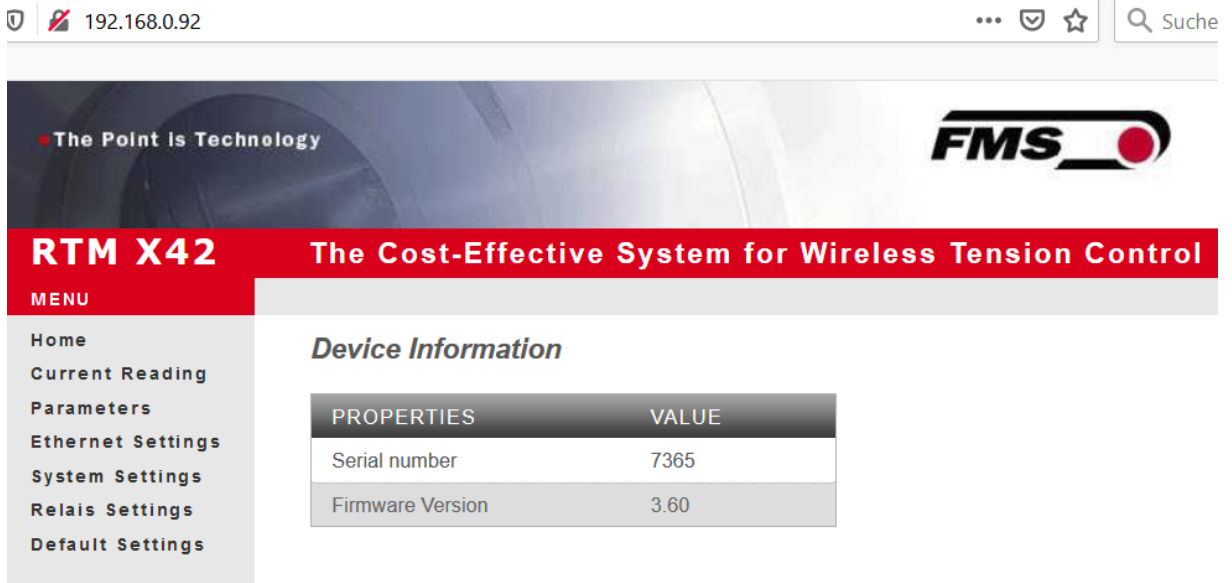 192.168.0.92
Suche
The Point is Technology
FMS
RTM X42 The Cost-Effective System for Wireless Tension Control
MENU
Home
Current Reading
Parameters
Ethernet Settings
System Settings
Relais Settings
Default Settings
Device Information
PROPERTIES VALUE
Serial number 7365
Firmware Version 3.60